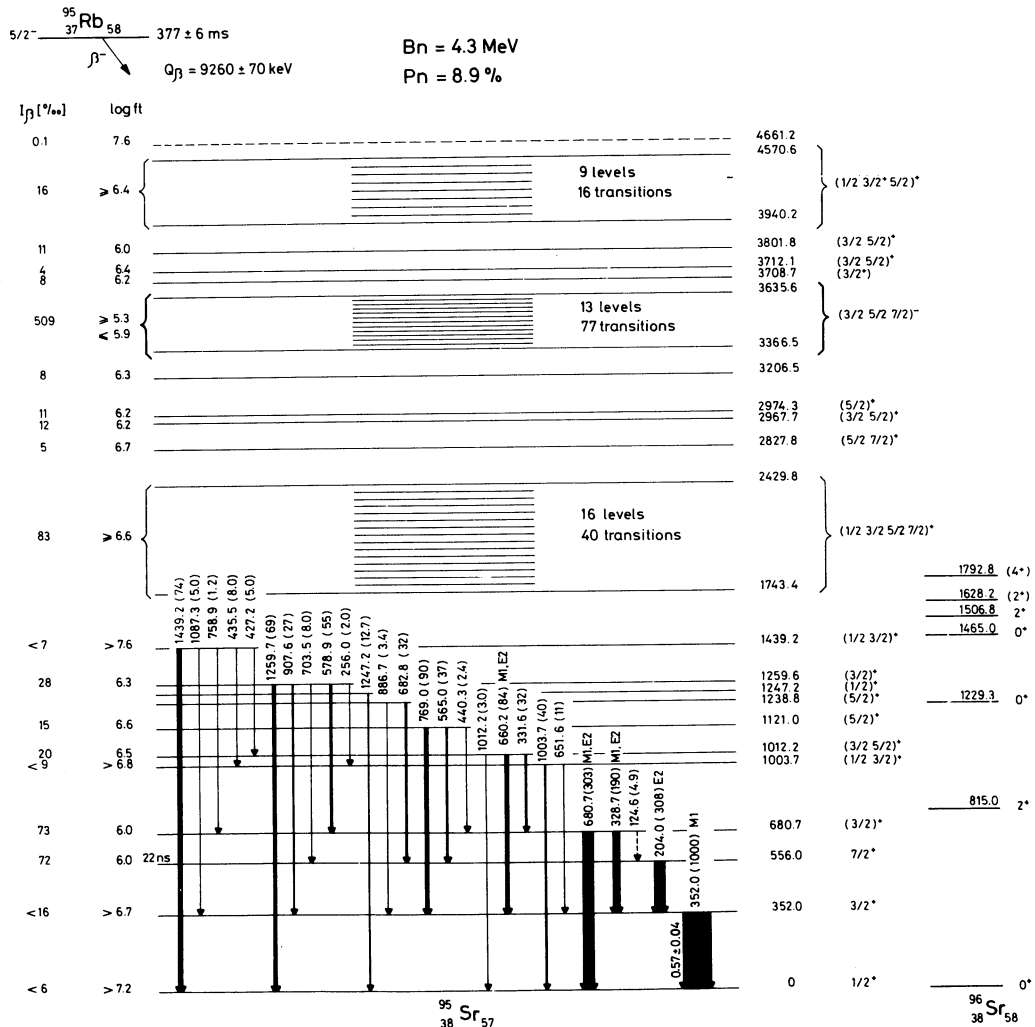 95 37 Rb 58
5/2⁻ 377 ± 6 ms
β⁻
Qβ = 9260 ± 70 keV
Bn = 4.3 MeV
Pn = 8.9 %
Iβ [‰] log ft
0.1 7.6 4661.2
4570.6
16 ⩾ 6.4 9 levels (1/2 3/2⁺ 5/2)⁺
16 transitions
3940.2
11 6.0 3801.8 (3/2 5/2)⁺
4 6.4 3712.1 (3/2 5/2)⁺
8 6.2 3708.7 (3/2⁺)
3635.6
509 ⩾ 5.3 13 levels (3/2 5/2 7/2)⁻
⩽ 5.9 77 transitions
3366.5
8 6.3 3206.5
11 6.2 2974.3 (5/2)⁺
12 6.2 2967.7 (3/2 5/2)⁺
5 6.7 2827.8 (5/2 7/2)⁺
2429.8
83 ⩾ 6.6 16 levels (1/2 3/2 5/2 7/2)⁺
40 transitions
1743.4
1439.2 (74)
1087.3 (5.0)
758.9 (1.2)
435.5 (8.0)
427.2 (5.0)
< 7 > 7.6 1439.2 (1/2 3/2)⁺
1259.7 (69)
907.6 (27)
703.5 (8.0)
578.9 (55)
256.0 (2.0)
28 6.3 1259.6 (3/2)⁺
1247.2 (12.7)
1247.2 (1/2)⁺
886.7 (3.4)
682.8 (32)
1238.8 (5/2)⁺
769.0 (90)
565.0 (37)
440.3 (2.4)
15 6.6 1121.0 (5/2)⁺
1012.2 (3.0)
660.2 (84) M1,E2
331.6 (32)
20 6.5 1012.2 (3/2 5/2)⁺
1003.7 (40)
651.6 (11)
< 9 > 6.8 1003.7 (1/2 3/2)⁺
680.7 (303) M1,E2
328.7 (190) M1,E2
124.6 (4.9)
73 6.0 680.7 (3/2)⁺
204.0 (308) E2
72 6.0 22 ns 556.0 7/2⁺
352.0 (1000) M1
< 16 > 6.7 352.0 3/2⁺
0.57 ± 0.04
< 6 > 7.2 0 1/2⁺
95 38 Sr 57
1792.8 (4⁺)
1628.2 (2⁺)
1506.8 2⁺
1465.0 0⁺
1229.3 0⁺
815.0 2⁺
0⁺
96 38 Sr 58